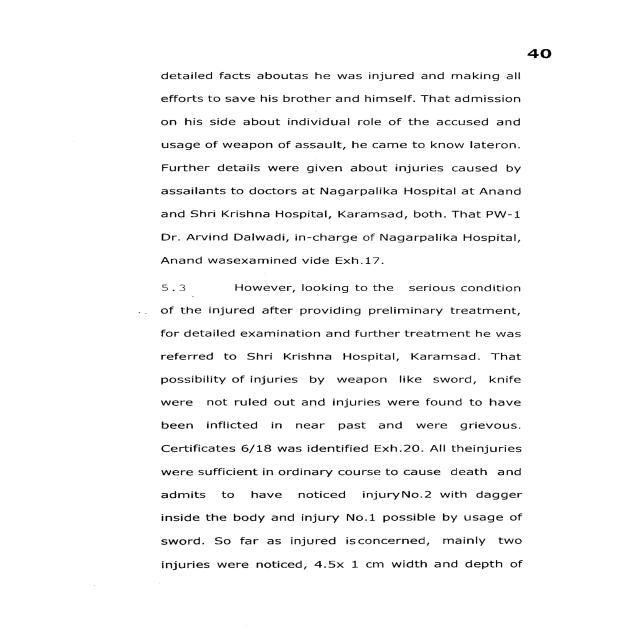 40
detailed facts aboutas he was injured and making all
efforts to save his brother and himself. That admission
on his side about individual role of the accused and
usage of weapon of assault, he came to know lateron.
Further details were given about injuries caused by
assailants to doctors at Nagarpalika Hospital at Anand
and Shri Krishna Hospital, Karamsad, both. That PW-1
Dr. Arvind Dalwadi, in-charge of Nagarpalika Hospital,
Anand wasexamined vide Exh.17.
5.3 However, looking to the serious condition
of the injured after providing preliminary treatment,
for detailed examination and further treatment he was
referred to Shri Krishna Hospital, Karamsad. That
possibility of injuries by weapon like sword, knife
were not ruled out and injuries were found to have
been inflicted in near past and were grievous.
Certificates 6/18 was identified Exh.20. All theinjuries
were sufficient in ordinary course to cause death and
admits to have noticed injuryNo.2 with dagger
inside the body and injury No.1 possible by usage of
sword. So far as injured isconcerned, mainly two
injuries were noticed, 4.5x 1 cm width and depth of